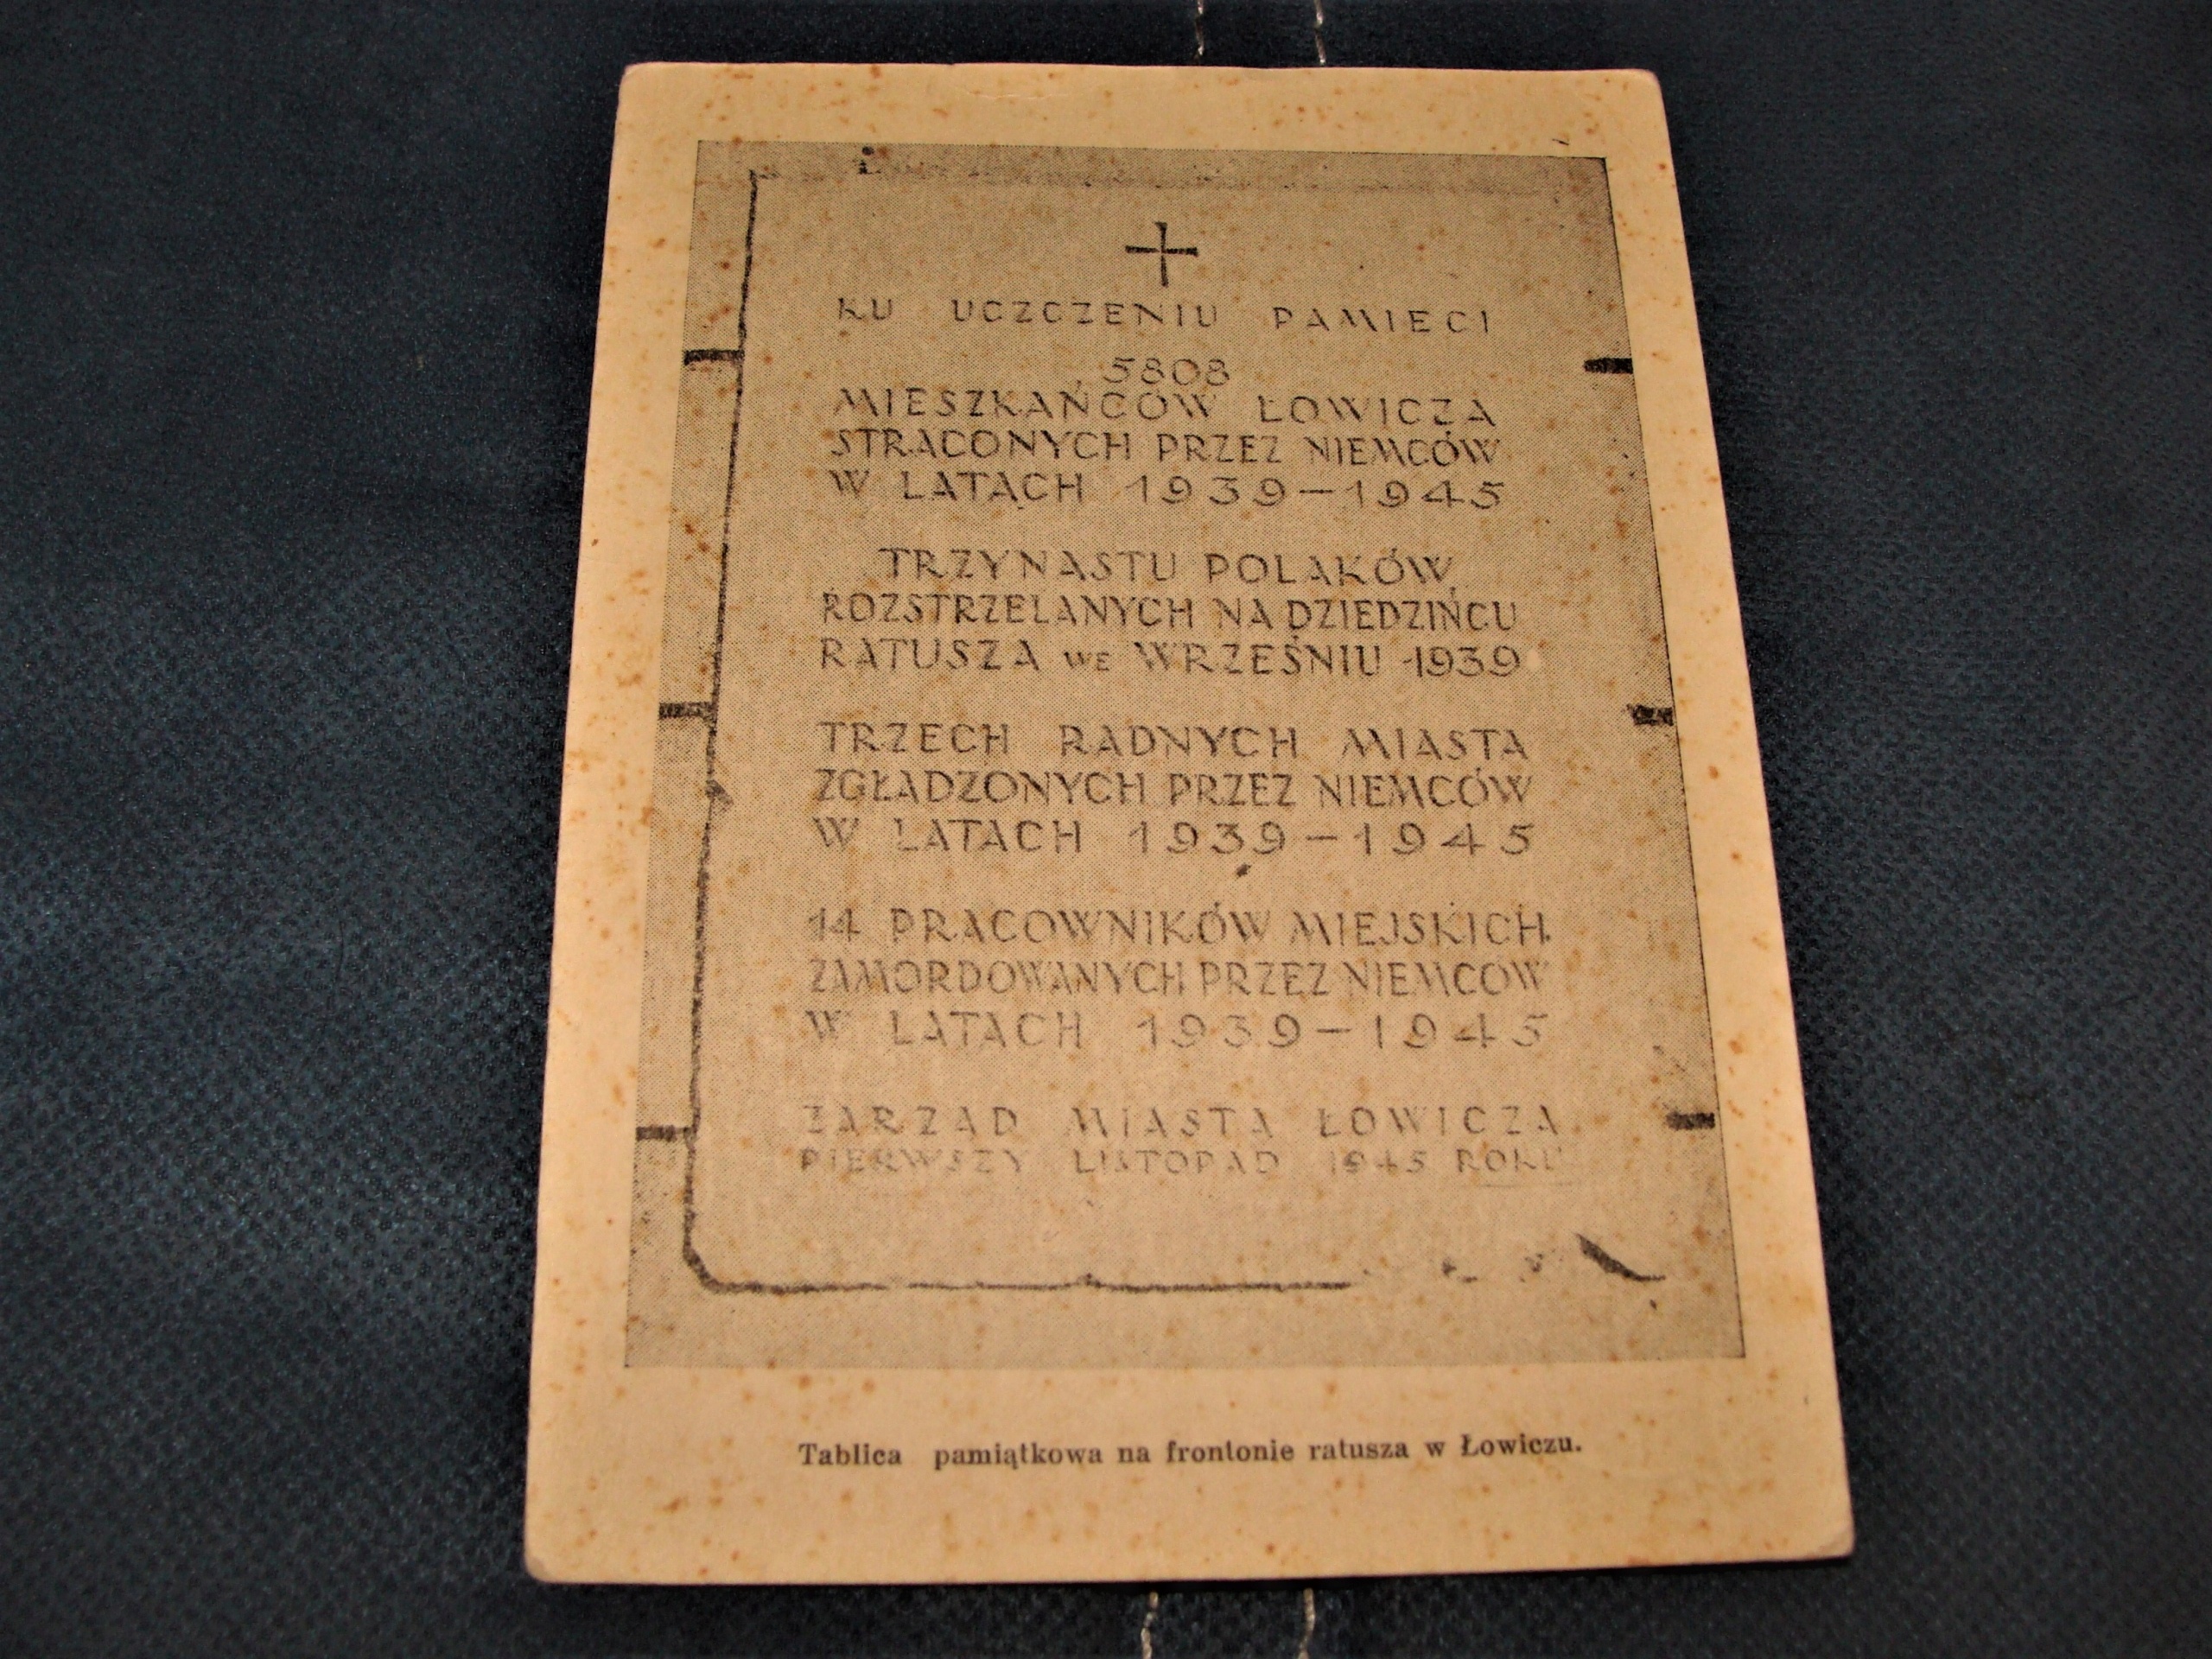 KU UCZCZENIU PAMIECI
5808
MIESZKAŃCÓW ŁOWICZA
STRACONYCH PRZEZ NIEMCÓW
W LATACH 1939-1945
TRZYNASTU POLAKÓW
ROZSTRZELANYCH NA DZIEDZIŃCU
RATUSZA WE WRZEŚNIU 1939
TRZECH RADNYCH MIASTA
ZGŁADZONYCH PRZEZ NIEMCÓW
W LATACH 1939-1945
14 PRACOWNIKÓW MIEJSKICH
ZAMORDOWANYCH PRZEZ NIEMCÓW
W LATACH 1939-1945
ZARZAD MIASTA ŁOWICZA
PIERWSZY LISTOPAD 1945 ROKU
Tablica pamiątkowa na frontonie ratusza w Łowiczu.